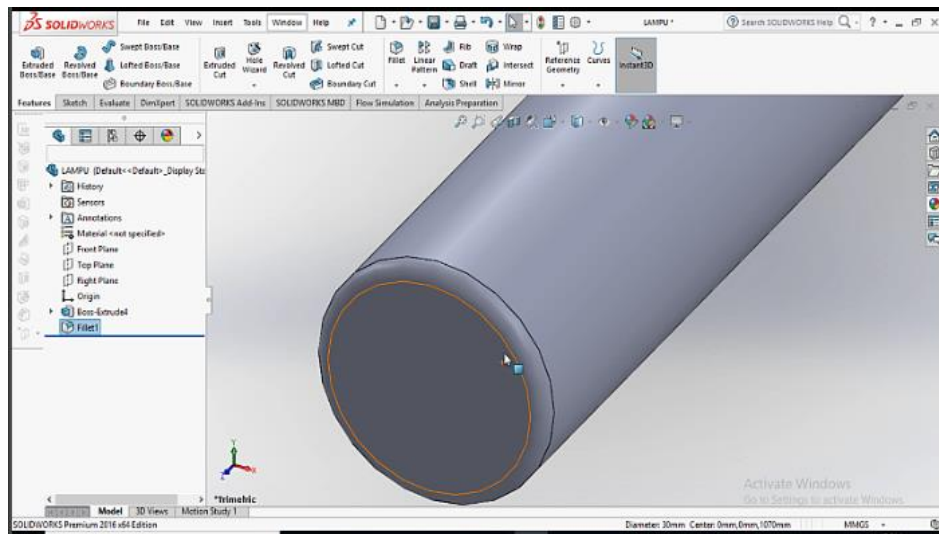 SOLIDWORKS File Edit View Insert Tools Window Help LAMPU * Search SOLIDWORKS Help
Extruded Boss/Base Revolved Boss/Base Swept Boss/Base Lofted Boss/Base Boundary Boss/Base Extruded Cut Hole Wizard Revolved Cut Swept Cut Lofted Cut Boundary Cut Fillet Linear Pattern Rib Draft Shell Wrap Intersect Mirror Reference Geometry Curves Instant3D
Features Sketch Evaluate DimXpert SOLIDWORKS Add-Ins SOLIDWORKS MBD Flow Simulation Analysis Preparation
LAMPU (Default<<Default>_Display Sta
History
Sensors
Annotations
Material <not specified>
Front Plane
Top Plane
Right Plane
Origin
Boss-Extrude4
Fillet1
*Trimetric
Activate Windows
Go to Settings to activate Windows.
Model 3D Views Motion Study 1
SOLIDWORKS Premium 2016 x64 Edition Diameter: 30mm Center: 0mm,0mm,1070mm MMGS